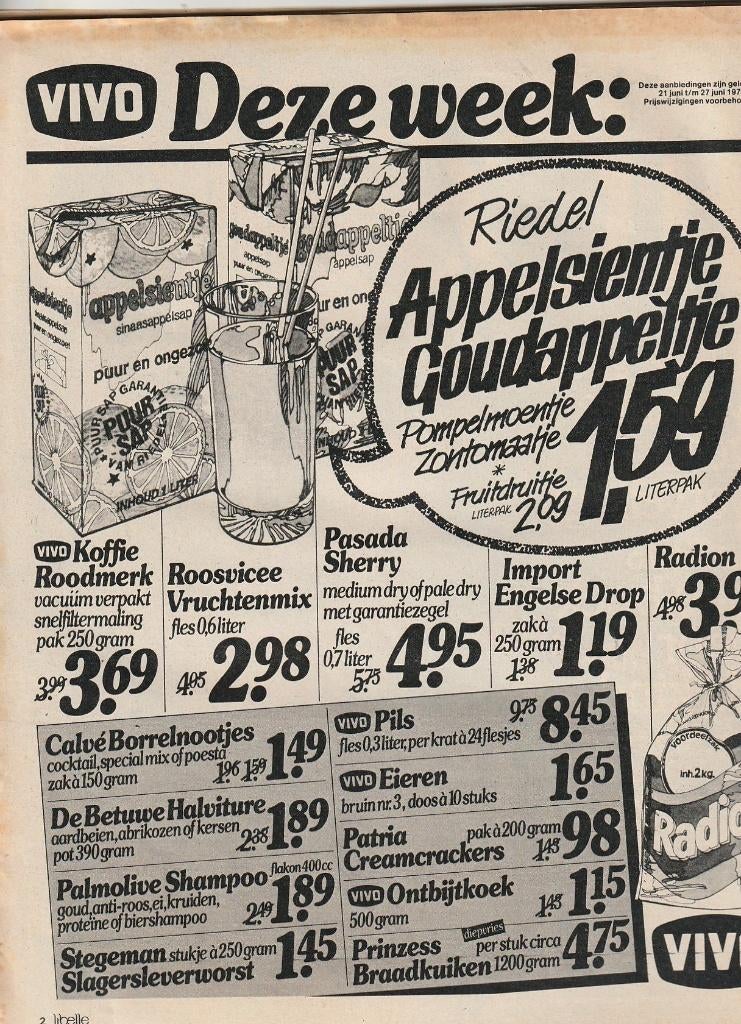 VIVO Deze week:
Deze aanbiedingen zijn gel
21 juni t/m 27 juni 197
Prijswijzigingen voorbeho
Riedel
Appelsientje
Goudappeltje
Pompelmoentje
Zontomaatje
1.59
LITERPAK
*
Fruitdruitje
LITERPAK 2,09
appelsientje
sinaasappelsap
puur en ongezo
PUUR SAP GARANTIE
PUUR
SAP
VAN RIEDEL
INHOUD 1 LITER
goudappeltje
appelsap
goudappeltje
appelsap
PUUR
SAP
VIVO Koffie
Roodmerk
vacuüm verpakt
snelfiltermaling
pak 250 gram
3.99 3.69
Roosvicee
Vruchtenmix
fles 0,6 liter
4.05 2.98
Pasada
Sherry
medium dry of pale dry
met garantiezegel
fles
0,7 liter
5.75 4.95
Import
Engelse Drop
zak à
250 gram
1.38 1.19
Radion
4.98 3.9
voordeelzak
inh. 2 kg.
Radio
Calvé Borrelnootjes
cocktail, special mix of poesta
zak à 150 gram
1.96 1.59 1.49
De Betuwe Halviture
aardbeien, abrikozen of kersen
pot 390 gram
2.38 1.89
Palmolive Shampoo flakon 400 cc
goud, anti-roos, ei, kruiden,
proteïne of biershampoo
2.49 1.89
Stegeman stukje à 250 gram
Slagersleverworst
1.45
VIVO Pils
fles 0,3 liter, per krat à 24 flesjes
9.75 8.45
VIVO Eieren
bruin nr. 3, doos à 10 stuks
1.65
Patria pak à 200 gram
Creamcrackers
1.43 98
VIVO Ontbijtkoek
500 gram
1.43 1.15
Prinzess diepvries per stuk circa
Braadkuiken 1200 gram
4.75
VIV
2 libelle